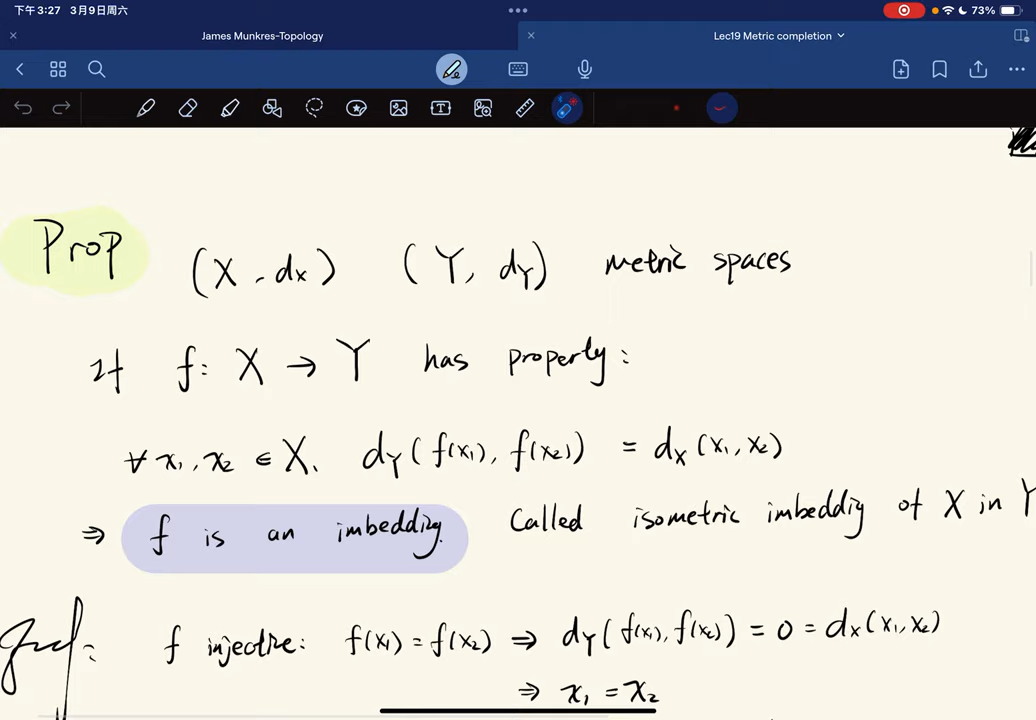 下午3:27 3月9日周六
73%
James Munkres-Topology
Lec19 Metric completion
Prop (X, dx) (Y, dY) metric spaces
If f: X → Y has property:
∀ x₁, x₂ ∈ X. dY(f(x₁), f(x₂)) = dX(x₁, x₂)
⇒ f is an imbedding. Called isometric imbeddig of X in Y
proof: f injective: f(x₁) = f(x₂) ⇒ dY(f(x₁), f(x₂)) = 0 = dX(x₁, x₂)
⇒ x₁ = x₂